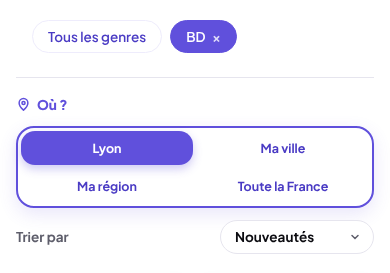 Tous les genres
BD ×
Où ?
Lyon
Ma ville
Ma région
Toute la France
Trier par
Nouveautés